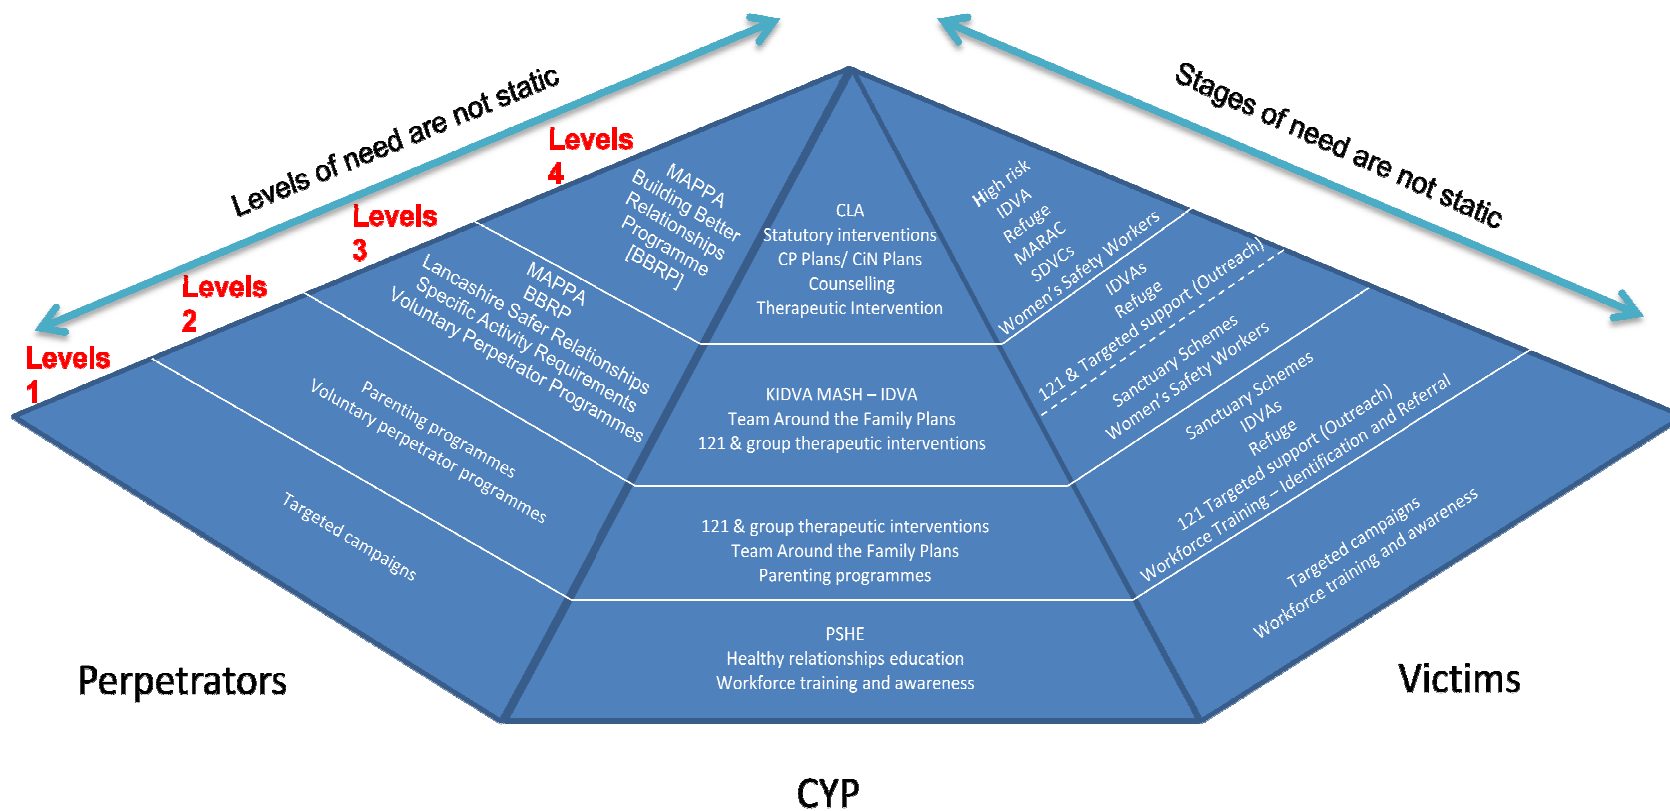 Levels of need are not static
Stages of need are not static
Levels
4
Levels
3
Levels
2
Levels
1
MAPPA
Building Better
Relationships
Programme
[BBRP]
MAPPA
BBRP
Lancashire Safer Relationships
Specific Activity Requirements
Voluntary Perpetrator Programmes
Parenting programmes
Voluntary perpetrator programmes
Targeted campaigns
CLA
Statutory interventions
CP Plans/ CiN Plans
Counselling
Therapeutic Intervention
KIDVA MASH – IDVA
Team Around the Family Plans
121 & group therapeutic interventions
121 & group therapeutic interventions
Team Around the Family Plans
Parenting programmes
PSHE
Healthy relationships education
Workforce training and awareness
High risk
IDVA
Refuge
MARAC
SDVCs
Women's Safety Workers
IDVAs
Refuge
121 & Targeted support (Outreach)
Sanctuary Schemes
Women's Safety Workers
Sanctuary Schemes
IDVAs
Refuge
121 Targeted support (Outreach)
Workforce Training – Identification and Referral
Targeted campaigns
Workforce training and awareness
Perpetrators
Victims
CYP